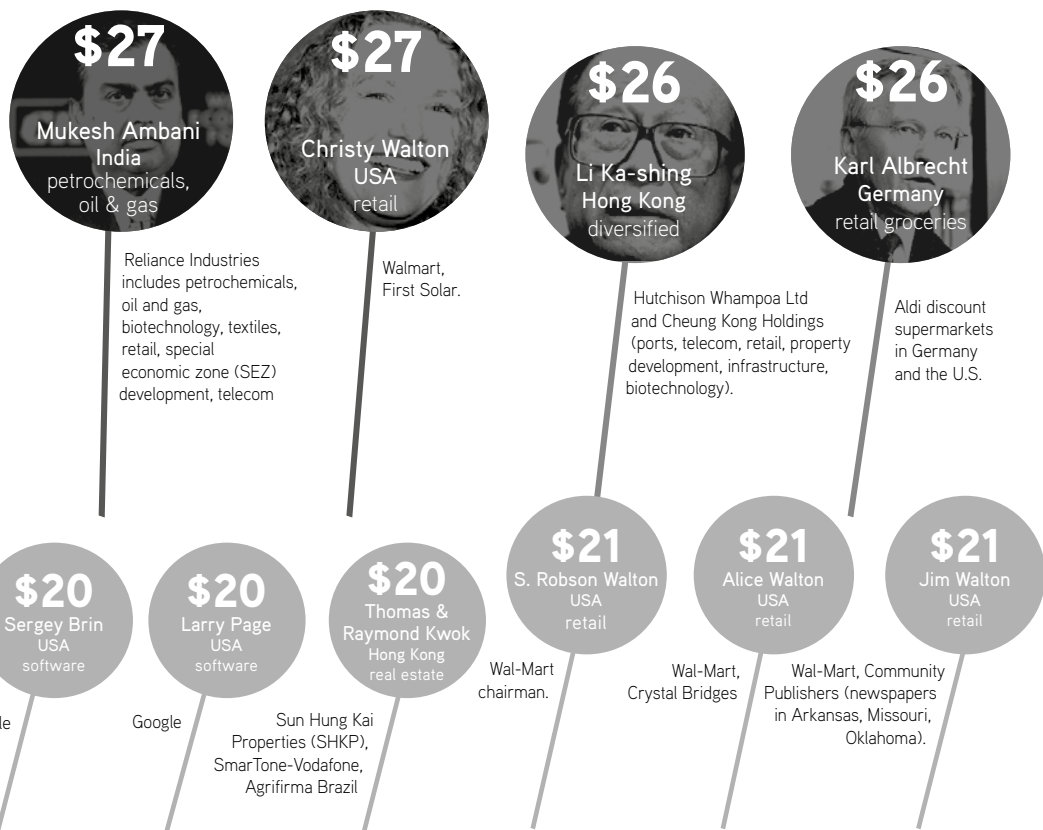 $27
Mukesh Ambani
India
petrochemicals,
oil & gas
Reliance Industries
includes petrochemicals,
oil and gas,
biotechnology, textiles,
retail, special
economic zone (SEZ)
development, telecom
$27
Christy Walton
USA
retail
Walmart,
First Solar.
$26
Li Ka-shing
Hong Kong
diversified
Hutchison Whampoa Ltd
and Cheung Kong Holdings
(ports, telecom, retail, property
development, infrastructure,
biotechnology).
$26
Karl Albrecht
Germany
retail groceries
Aldi discount
supermarkets
in Germany
and the U.S.
$20
Sergey Brin
USA
software
le
$20
Larry Page
USA
software
Google
$20
Thomas &
Raymond Kwok
Hong Kong
real estate
Sun Hung Kai
Properties (SHKP),
SmarTone-Vodafone,
Agrifirma Brazil
$21
S. Robson Walton
USA
retail
Wal-Mart
chairman.
$21
Alice Walton
USA
retail
Wal-Mart,
Crystal Bridges
$21
Jim Walton
USA
retail
Wal-Mart, Community
Publishers (newspapers
in Arkansas, Missouri,
Oklahoma).